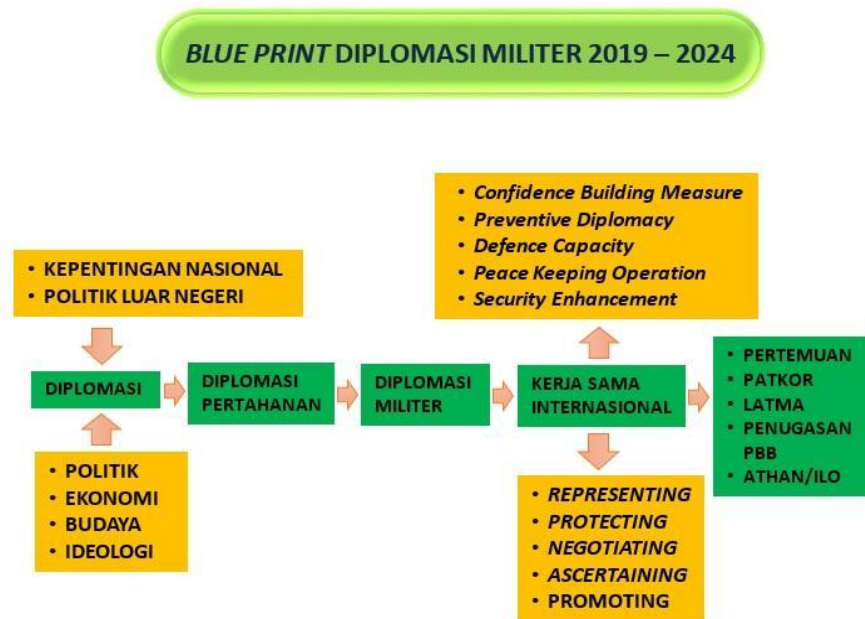 BLUE PRINT DIPLOMASI MILITER 2019 – 2024
• Confidence Building Measure
• Preventive Diplomacy
• Defence Capacity
• Peace Keeping Operation
• Security Enhancement
• KEPENTINGAN NASIONAL
• POLITIK LUAR NEGERI
DIPLOMASI
DIPLOMASI
PERTAHANAN
DIPLOMASI
MILITER
KERJA SAMA
INTERNASIONAL
• PERTEMUAN
• PATKOR
• LATMA
• PENUGASAN
PBB
• ATHAN/ILO
• POLITIK
• EKONOMI
• BUDAYA
• IDEOLOGI
• REPRESENTING
• PROTECTING
• NEGOTIATING
• ASCERTAINING
• PROMOTING